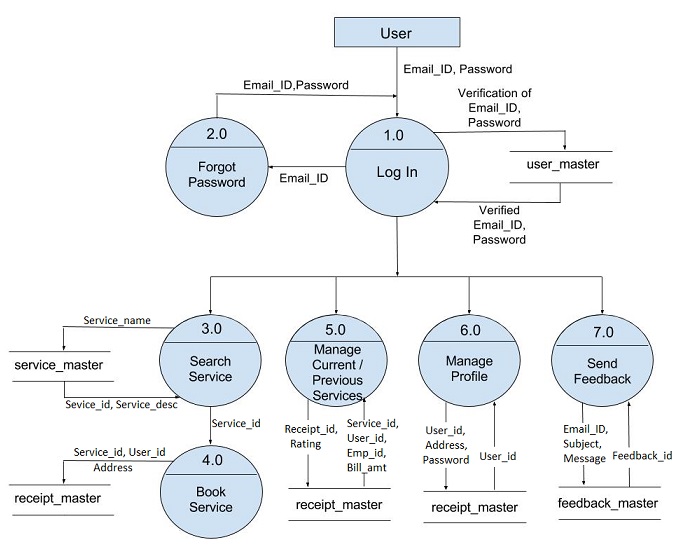 User
Email_ID, Password
Email_ID,Password
Verification of
Email_ID,
Password
2.0
Forgot
Password
1.0
Log In
Email_ID
user_master
Verified
Email_ID,
Password
Service_name
3.0
Search
Service
service_master
Sevice_id, Service_desc
5.0
Manage
Current /
Previous
Services
6.0
Manage
Profile
7.0
Send
Feedback
Service_id
Receipt_id,
Rating
Service_id,
User_id,
Emp_id,
Bill_amt
User_id,
Address,
Password
User_id
Email_ID,
Subject,
Message
Feedback_id
Service_id, User_id
Address
4.0
Book
Service
receipt_master
receipt_master
receipt_master
feedback_master